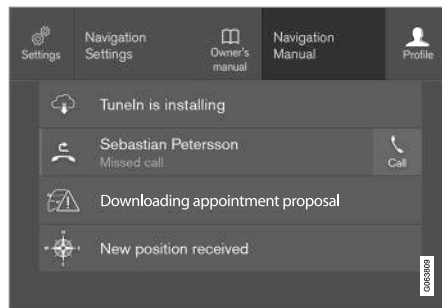 Settings
Navigation
Settings
Owner's
manual
Navigation
Manual
Profile
TuneIn is installing
Sebastian Petersson
Missed call
Call
Downloading appointment proposal
New position received
G063809